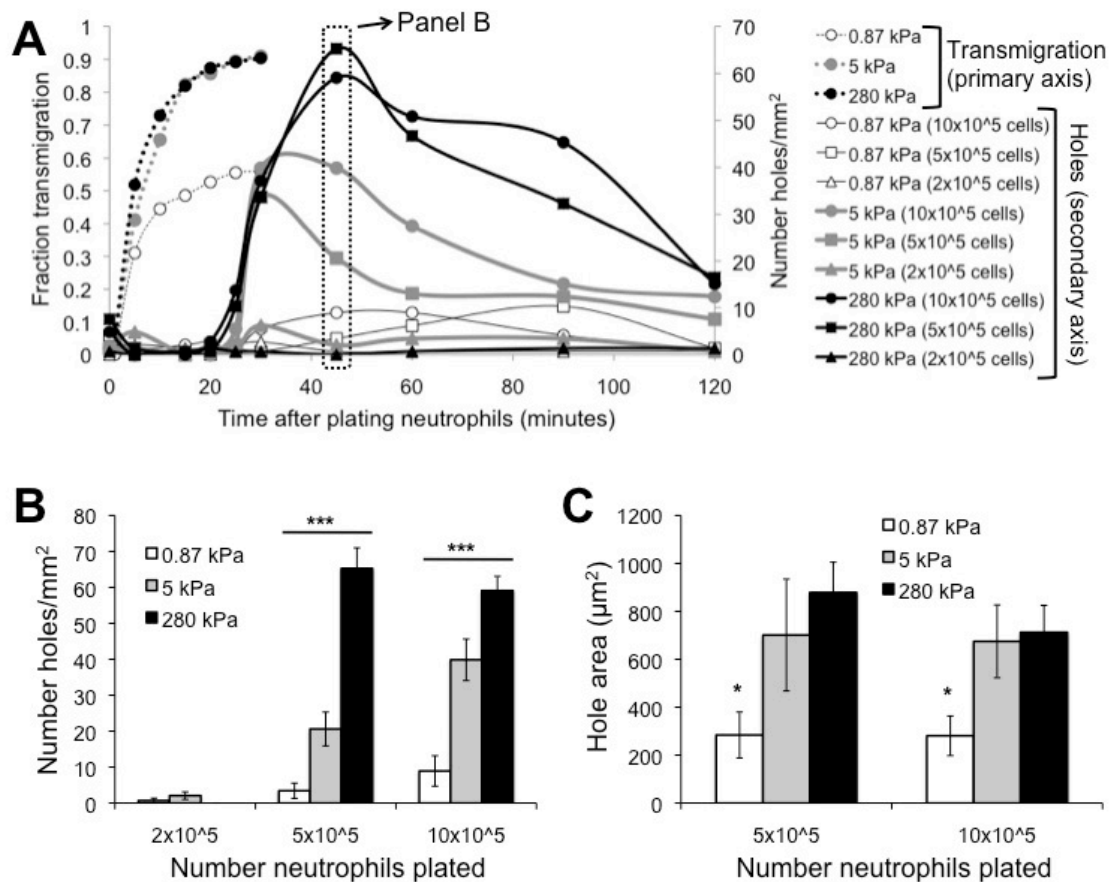 A
Panel B
Fraction transmigration
1
0.9
0.8
0.7
0.6
0.5
0.4
0.3
0.2
0.1
0
70
60
50
40
30
20
10
0
Number holes/mm²
0 20 40 60 80 100 120
Time after plating neutrophils (minutes)
0.87 kPa
5 kPa
280 kPa
Transmigration
(primary axis)
0.87 kPa (10x10^5 cells)
0.87 kPa (5x10^5 cells)
0.87 kPa (2x10^5 cells)
5 kPa (10x10^5 cells)
5 kPa (5x10^5 cells)
5 kPa (2x10^5 cells)
280 kPa (10x10^5 cells)
280 kPa (5x10^5 cells)
280 kPa (2x10^5 cells)
Holes (secondary axis)
B
Number holes/mm²
80
70
60
50
40
30
20
10
0
0.87 kPa
5 kPa
280 kPa
***
***
2x10^5 5x10^5 10x10^5
Number neutrophils plated
C
Hole area (µm²)
1200
1000
800
600
400
200
0
0.87 kPa
5 kPa
280 kPa
*
*
5x10^5 10x10^5
Number neutrophils plated